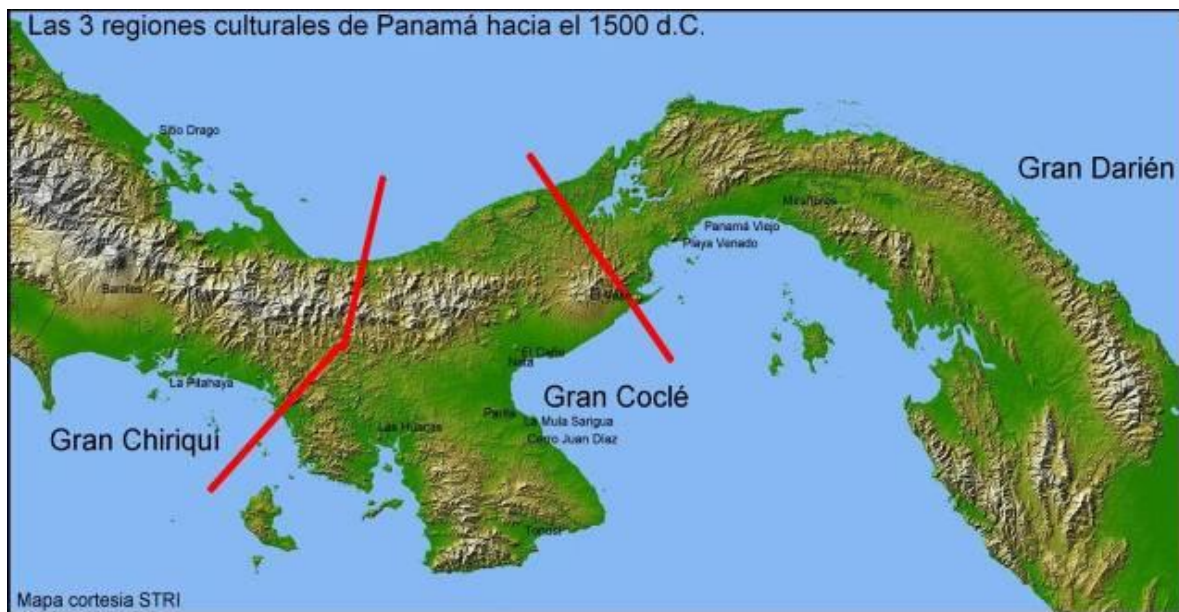 Las 3 regiones culturales de Panamá hacia el 1500 d.C.
Sitio Drago
Gran Darién
Miraflores
Panamá Viejo
Playa Venado
Barriles
El Valle
El Caño
Natá
La Pitahaya
Gran Coclé
Parita
La Mula Sarigua
Las Huacas
Cerro Juan Díaz
Gran Chiriquí
Tonosí
Mapa cortesia STRI